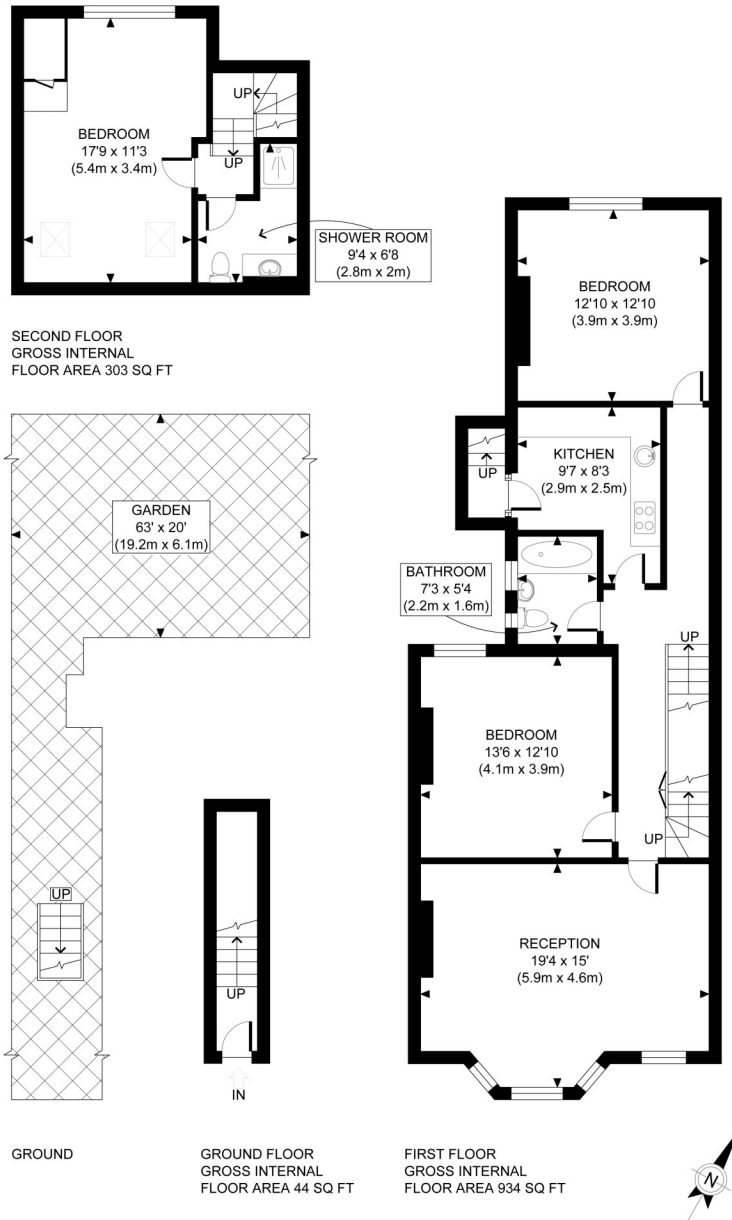 BEDROOM
17'9 x 11'3
(5.4m x 3.4m)
UP
UP
SHOWER ROOM
9'4 x 6'8
(2.8m x 2m)
SECOND FLOOR
GROSS INTERNAL
FLOOR AREA 303 SQ FT
BEDROOM
12'10 x 12'10
(3.9m x 3.9m)
KITCHEN
9'7 x 8'3
(2.9m x 2.5m)
UP
BATHROOM
7'3 x 5'4
(2.2m x 1.6m)
UP
BEDROOM
13'6 x 12'10
(4.1m x 3.9m)
UP
RECEPTION
19'4 x 15'
(5.9m x 4.6m)
GARDEN
63' x 20'
(19.2m x 6.1m)
UP
UP
IN
GROUND
GROUND FLOOR
GROSS INTERNAL
FLOOR AREA 44 SQ FT
FIRST FLOOR
GROSS INTERNAL
FLOOR AREA 934 SQ FT
N